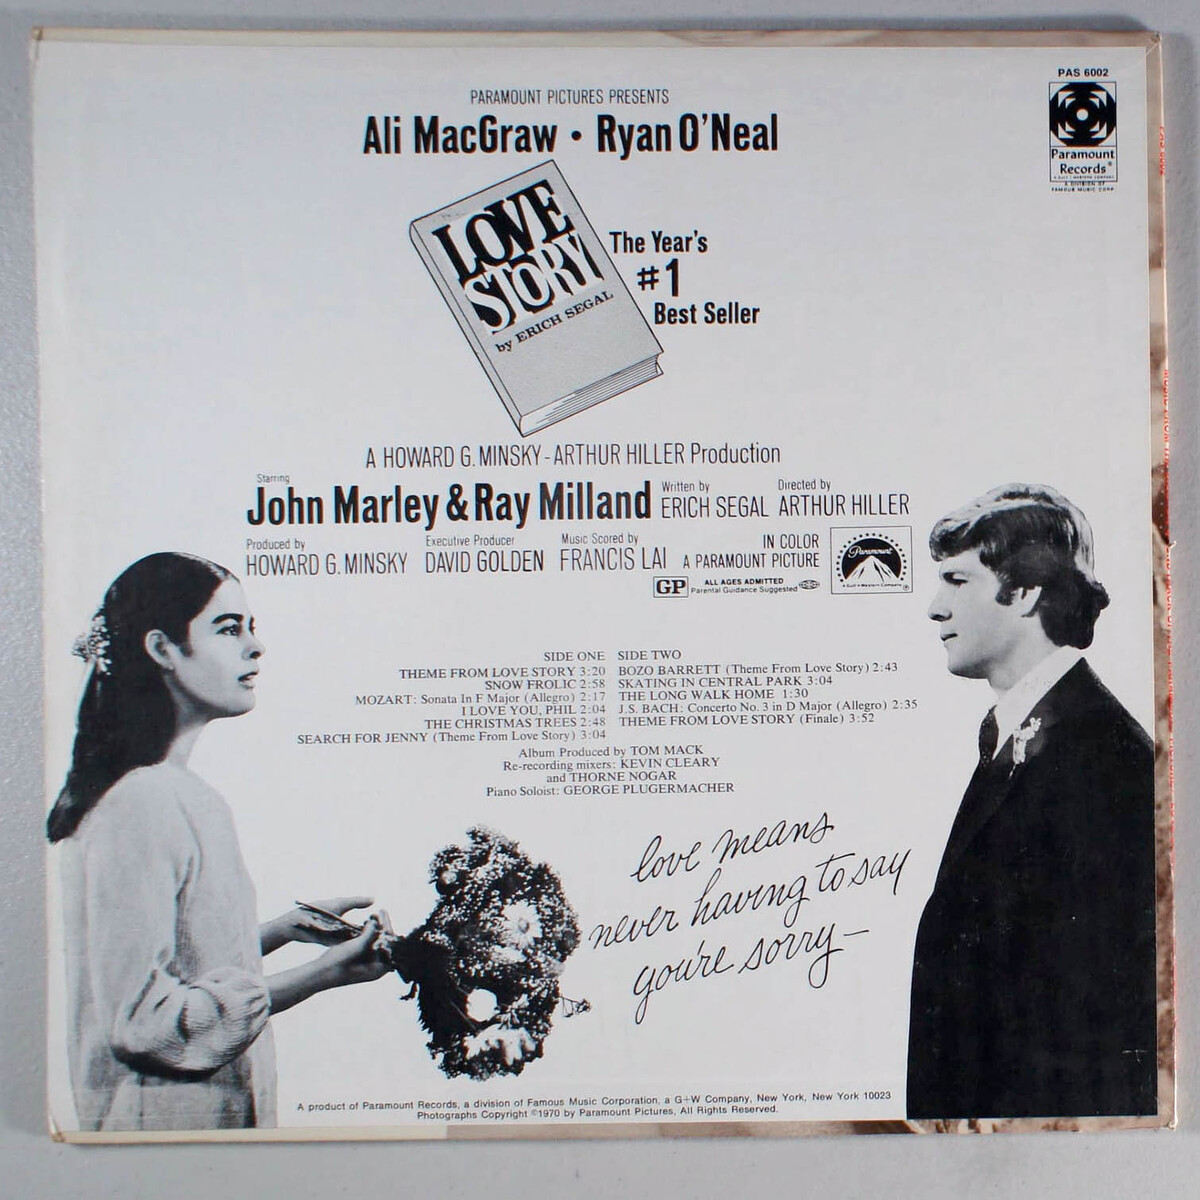 PAS 6002
Paramount
Records®
A DIVISION OF
FAMOUS MUSIC CORP.
PARAMOUNT PICTURES PRESENTS
Ali MacGraw • Ryan O'Neal
LOVE
STORY
by ERICH SEGAL
The Year's
#1
Best Seller
A HOWARD G. MINSKY - ARTHUR HILLER Production
Starring
John Marley & Ray Milland
Written by
ERICH SEGAL
Directed by
ARTHUR HILLER
Produced by
HOWARD G. MINSKY
Executive Producer
DAVID GOLDEN
Music Scored by
FRANCIS LAI
IN COLOR
A PARAMOUNT PICTURE
Paramount
A Gulf + Western Company
GP ALL AGES ADMITTED
Parental Guidance Suggested
SIDE ONE
THEME FROM LOVE STORY 3:20
SNOW FROLIC 2:58
MOZART: Sonata In F Major (Allegro) 2:17
I LOVE YOU, PHIL 2:04
THE CHRISTMAS TREES 2:48
SEARCH FOR JENNY (Theme From Love Story) 3:04
SIDE TWO
BOZO BARRETT (Theme From Love Story) 2:43
SKATING IN CENTRAL PARK 3:04
THE LONG WALK HOME 1:30
J.S. BACH: Concerto No. 3 in D Major (Allegro) 2:35
THEME FROM LOVE STORY (Finale) 3:52
Album Produced by TOM MACK
Re-recording mixers: KEVIN CLEARY
and THORNE NOGAR
Piano Soloist: GEORGE PLUGERMACHER
love means
never having to say
you're sorry—
A product of Paramount Records, a division of Famous Music Corporation, a G+W Company, New York, New York 10023
Photographs Copyright ©1970 by Paramount Pictures, All Rights Reserved.